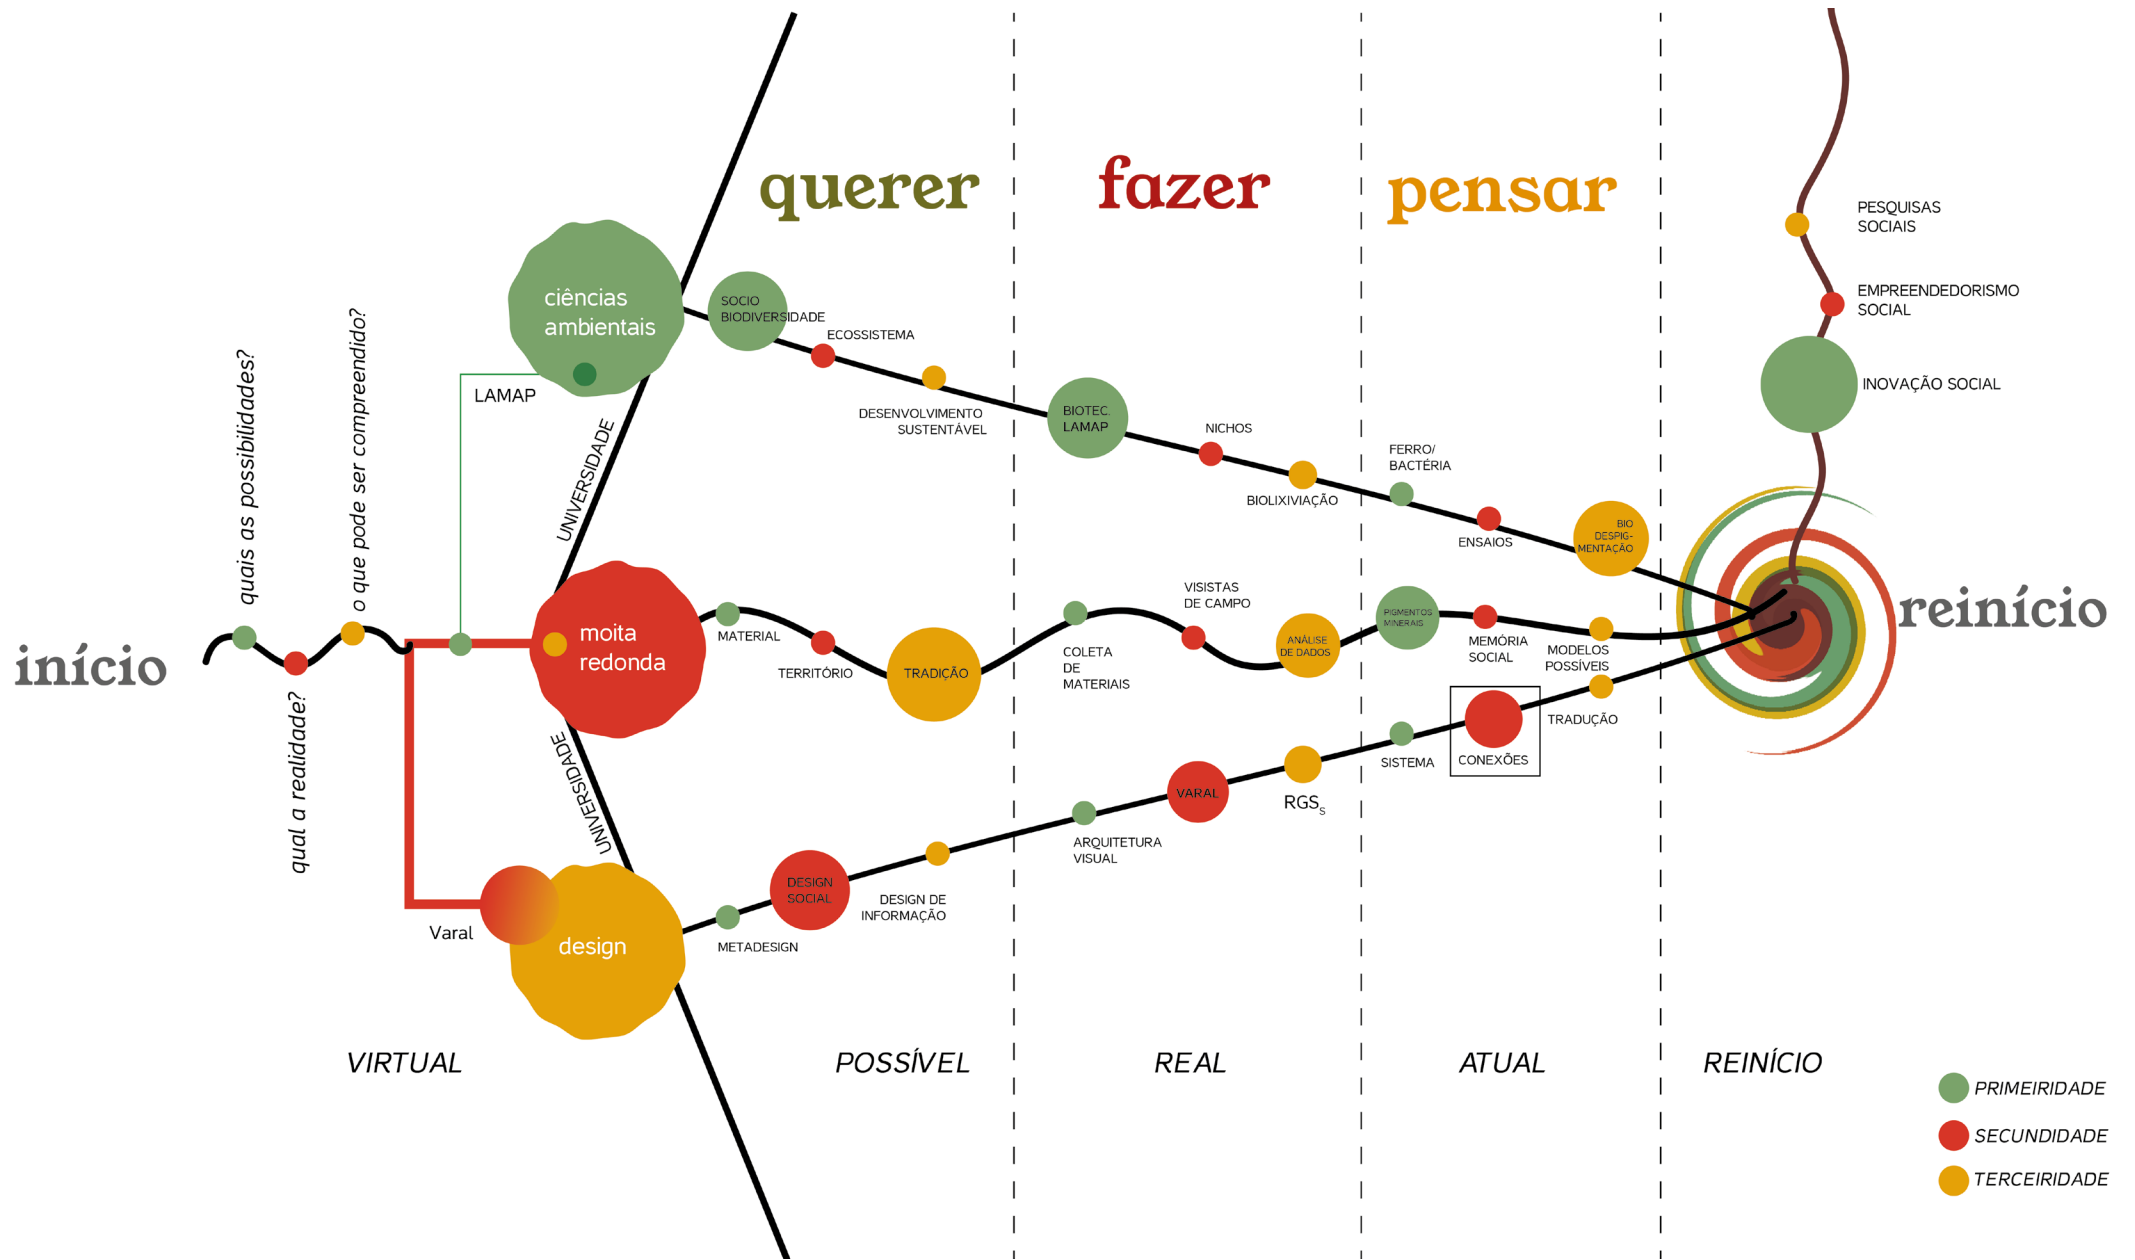 querer
fazer
pensar
PESQUISAS
SOCIAIS
EMPREENDEDORISMO
SOCIAL
INOVAÇÃO SOCIAL
ciências
ambientais
SOCIO
BIODIVERSIDADE
ECOSSISTEMA
DESENVOLVIMENTO
SUSTENTÁVEL
BIOTEC.
LAMAP
NICHOS
BIOLIXIVIAÇÃO
FERRO/
BACTÉRIA
ENSAIOS
BIO
DESPIG-
MENTAÇÃO
LAMAP
UNIVERSIDADE
quais as possibilidades?
o que pode ser compreendido?
início
qual a realidade?
moita
redonda
MATERIAL
TERRITÓRIO
TRADIÇÃO
COLETA
DE
MATERIAIS
VISISTAS
DE CAMPO
ANÁLISE
DE DADOS
PIGMENTOS
MINERAIS
MEMÓRIA
SOCIAL
MODELOS
POSSÍVEIS
reinício
UNIVERSIDADE
Varal
design
METADESIGN
DESIGN
SOCIAL
DESIGN DE
INFORMAÇÃO
ARQUITETURA
VISUAL
VARAL
RGSS
SISTEMA
CONEXÕES
TRADUÇÃO
VIRTUAL
POSSÍVEL
REAL
ATUAL
REINÍCIO
PRIMEIRIDADE
SECUNDIDADE
TERCEIRIDADE